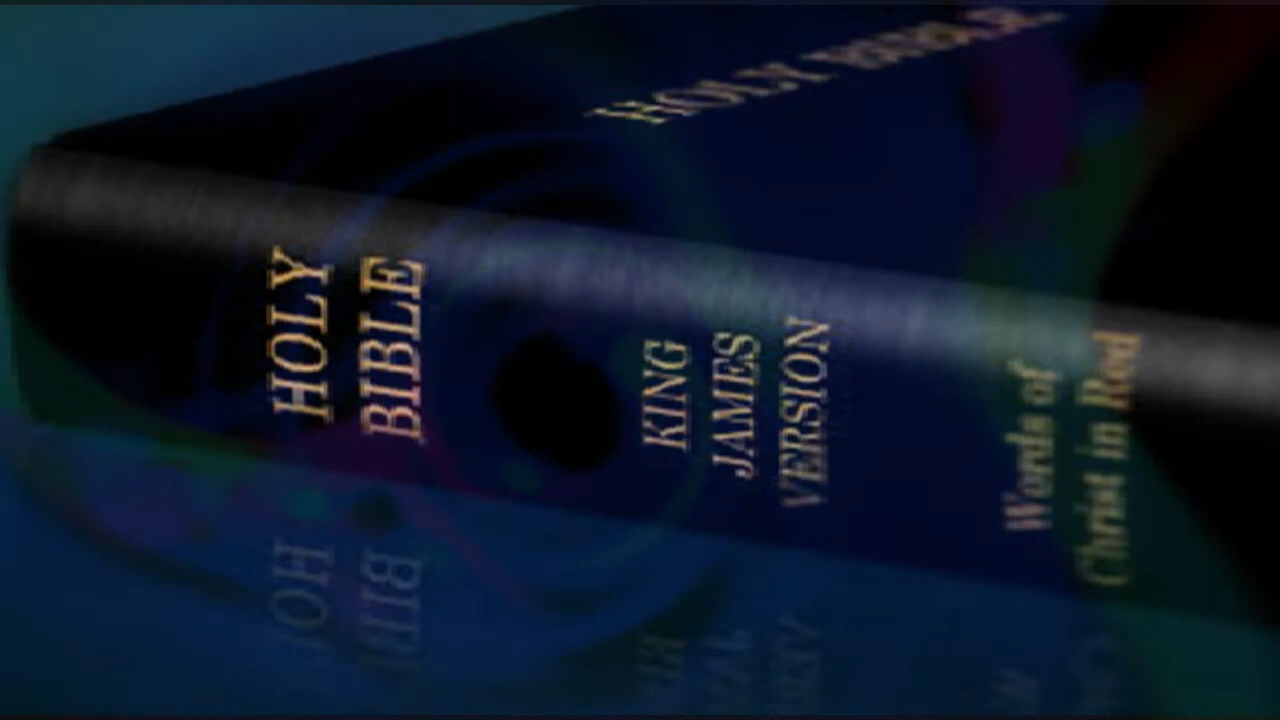 HOLY BIBLE
HOLY
BIBLE
KING
JAMES
VERSION
Words of
Christ in Red